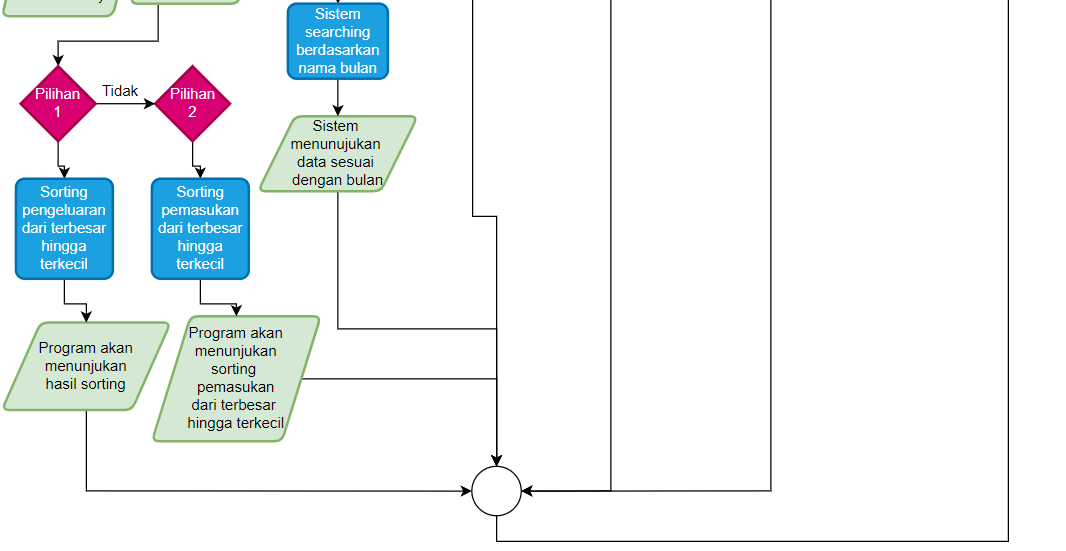 Sistem
searching
berdasarkan
nama bulan
Pilihan
1
Tidak
Pilihan
2
Sistem
menunujukan
data sesuai
dengan bulan
Sorting
pengeluaran
dari terbesar
hingga
terkecil
Sorting
pemasukan
dari terbesar
hingga
terkecil
Program akan
menunjukan
hasil sorting
Program akan
menunjukan
sorting
pemasukan
dari terbesar
hingga terkecil